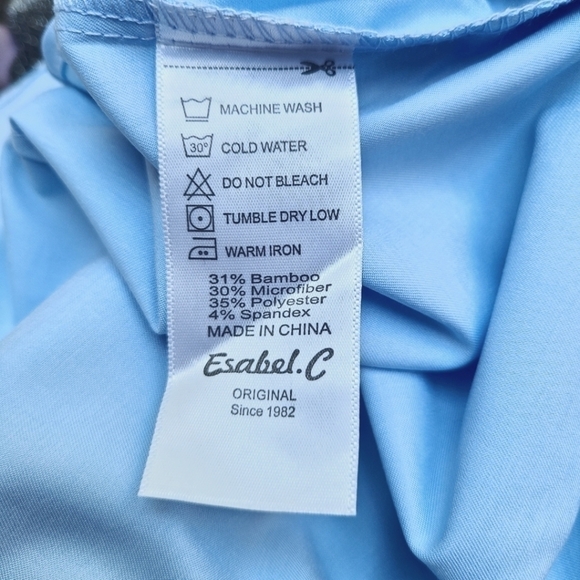 MACHINE WASH
30° COLD WATER
DO NOT BLEACH
TUMBLE DRY LOW
WARM IRON
31% Bamboo
30% Microfiber
35% Polyester
4% Spandex
MADE IN CHINA
Esabel.C
ORIGINAL
Since 1982